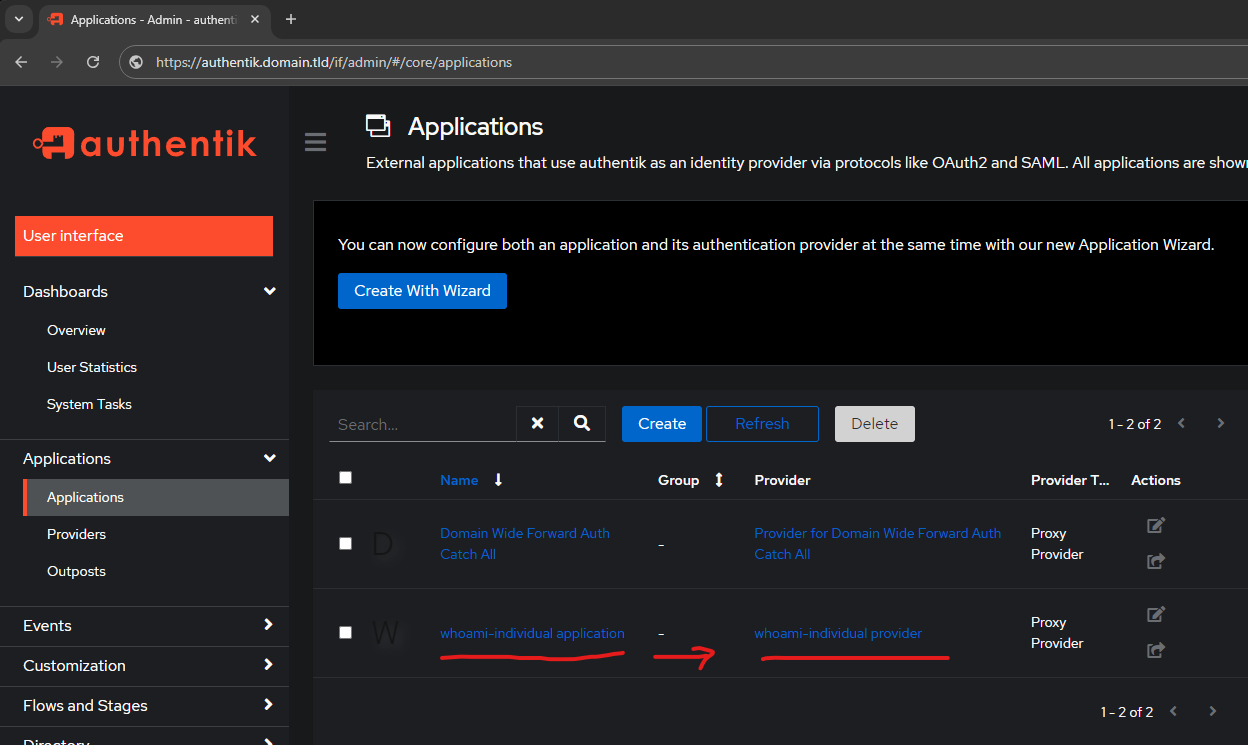 Applications - Admin - authenti
https://authentik.domain.tld/if/admin/#/core/applications
authentik
Applications
External applications that use authentik as an identity provider via protocols like OAuth2 and SAML. All applications are shown
User interface
You can now configure both an application and its authentication provider at the same time with our new Application Wizard.
Create With Wizard
Dashboards
Overview
User Statistics
System Tasks
Applications
Applications
Providers
Outposts
Events
Customization
Flows and Stages
Directory
Search...
Create
Refresh
Delete
1 - 2 of 2
Name
Group
Provider
Provider T...
Actions
D
Domain Wide Forward Auth
Catch All
-
Provider for Domain Wide Forward Auth
Catch All
Proxy
Provider
W
whoami-individual application
-
whoami-individual provider
Proxy
Provider
1 - 2 of 2